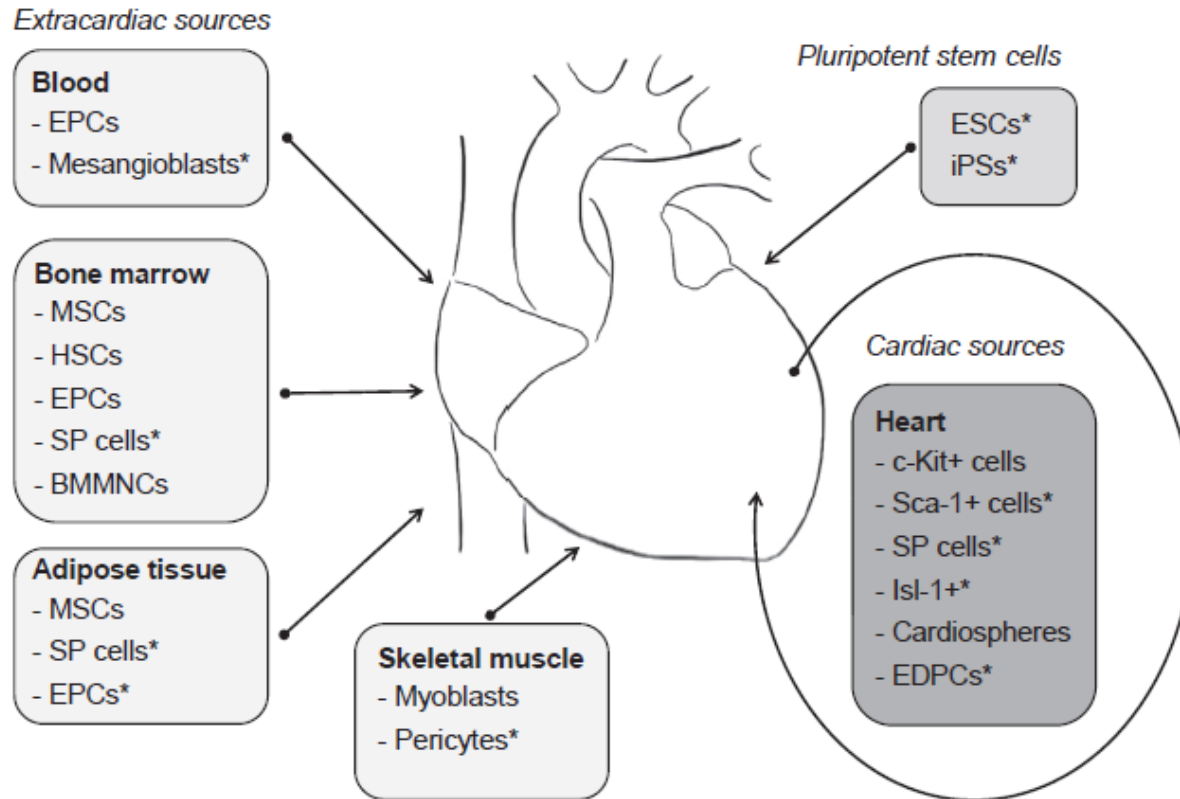 Extracardiac sources
Blood
- EPCs
- Mesangioblasts*
Bone marrow
- MSCs
- HSCs
- EPCs
- SP cells*
- BMMNCs
Adipose tissue
- MSCs
- SP cells*
- EPCs*
Skeletal muscle
- Myoblasts
- Pericytes*
Pluripotent stem cells
ESCs*
iPSs*
Cardiac sources
Heart
- c-Kit+ cells
- Sca-1+ cells*
- SP cells*
- Isl-1+*
- Cardiospheres
- EDPCs*